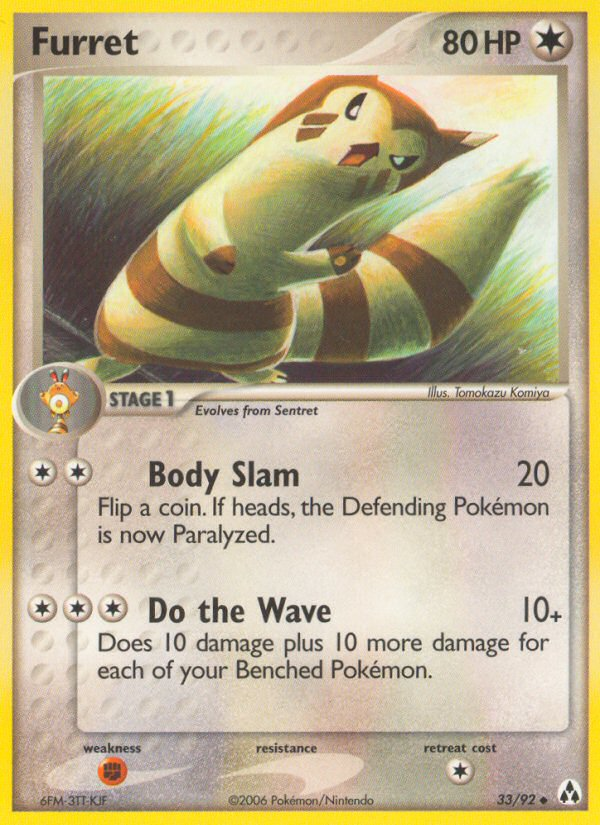 Furret 80 HP
Illus. Tomokazu Komiya
STAGE 1
Evolves from Sentret
Body Slam 20
Flip a coin. If heads, the Defending Pokémon
is now Paralyzed.
Do the Wave 10+
Does 10 damage plus 10 more damage for
each of your Benched Pokémon.
weakness resistance retreat cost
6FM-3TT-KJF ©2006 Pokémon/Nintendo 33/92